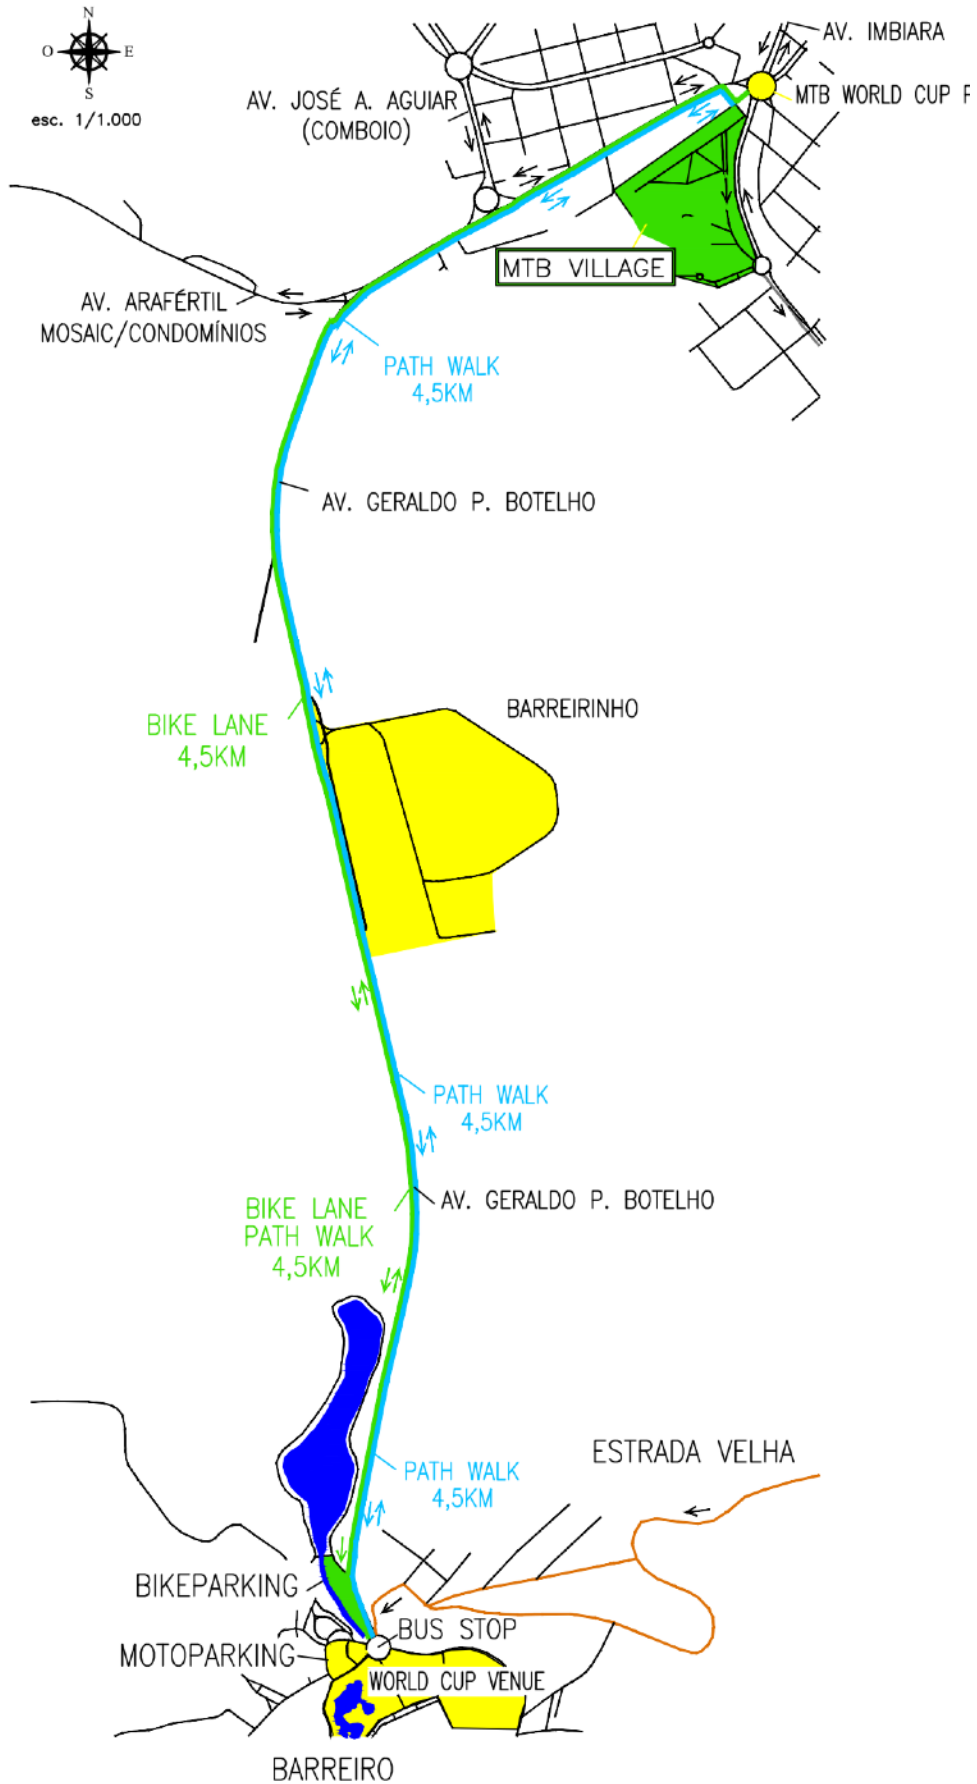 N
O
E
S
esc. 1/1.000
AV. IMBIARA
AV. JOSÉ A. AGUIAR
(COMBOIO)
MTB WORLD CUP F
MTB VILLAGE
AV. ARAFÉRTIL
MOSAIC/CONDOMÍNIOS
PATH WALK
4,5KM
AV. GERALDO P. BOTELHO
BARREIRINHO
BIKE LANE
4,5KM
PATH WALK
4,5KM
AV. GERALDO P. BOTELHO
BIKE LANE
PATH WALK
4,5KM
ESTRADA VELHA
PATH WALK
4,5KM
BIKEPARKING
BUS STOP
MOTOPARKING
WORLD CUP VENUE
BARREIRO